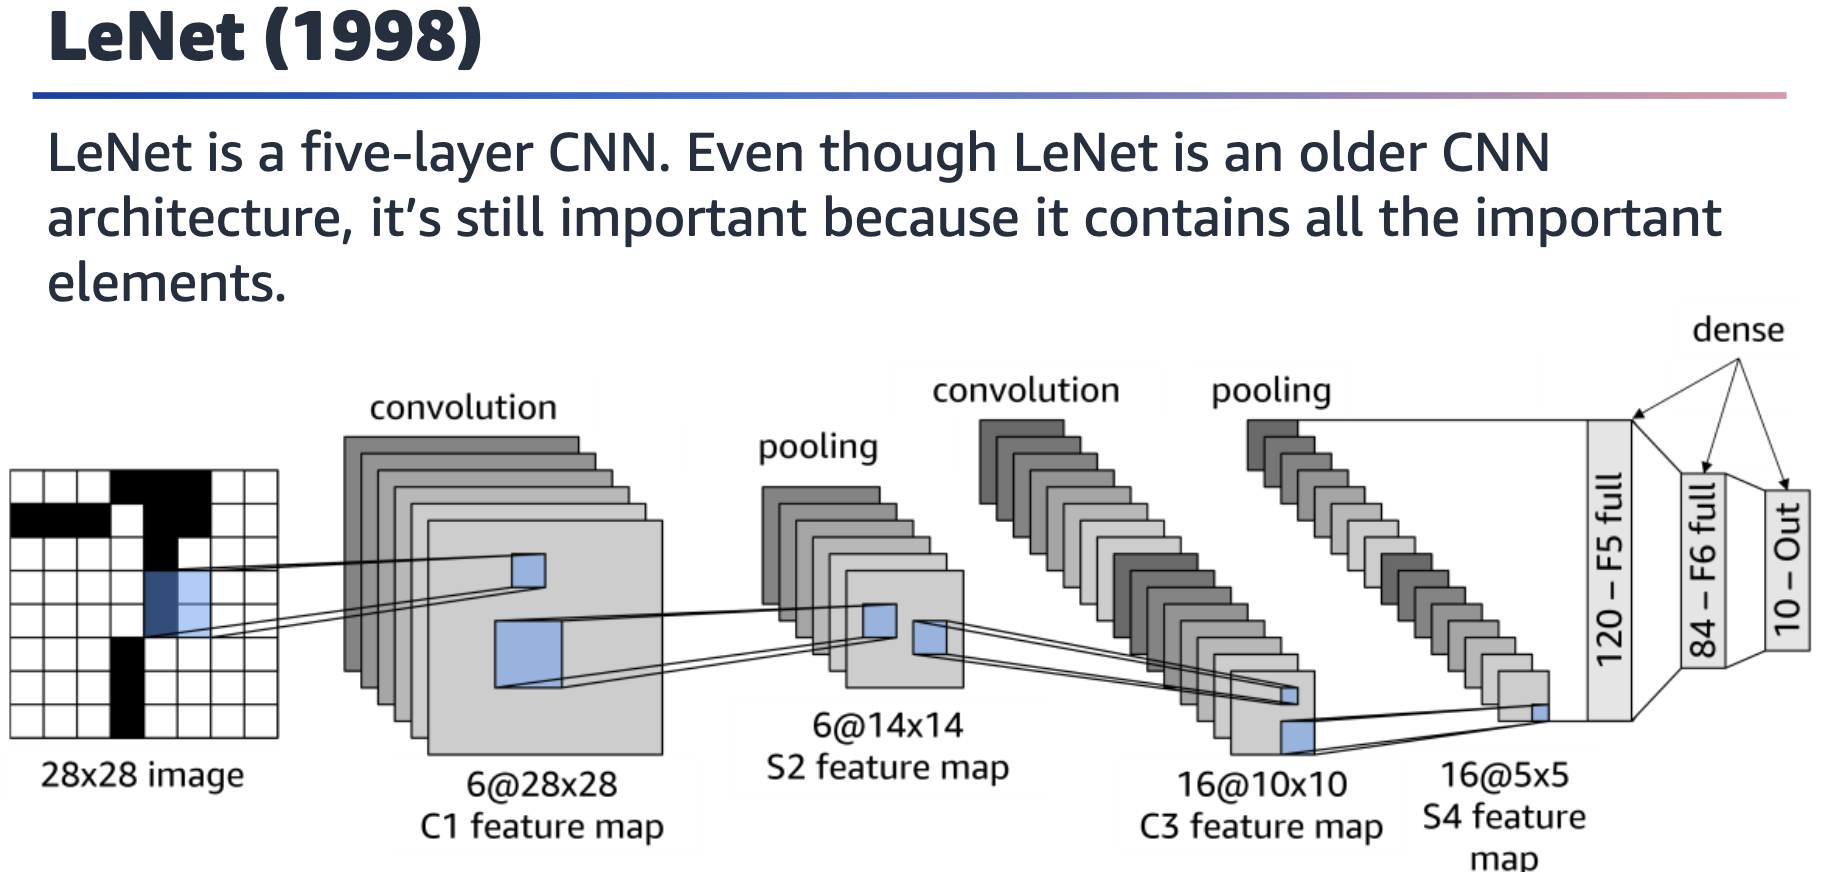 LeNet (1998)
LeNet is a five-layer CNN. Even though LeNet is an older CNN
architecture, it’s still important because it contains all the important
elements.
dense
convolution
pooling
convolution
pooling
120 – F5 full
84 – F6 full
10 – Out
28x28 image
6@28x28
C1 feature map
6@14x14
S2 feature map
16@10x10
C3 feature map
16@5x5
S4 feature
map